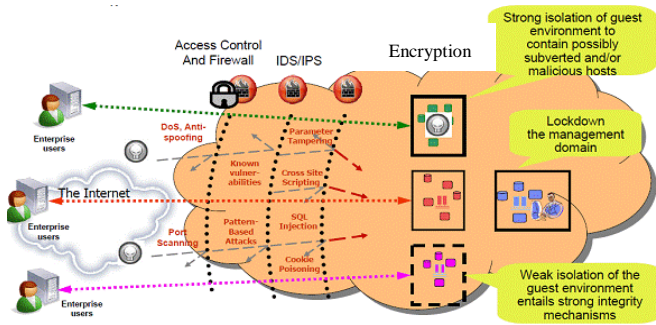 Strong isolation of guest
environment to
contain possibly
subverted and/or
malicious hosts
Access Control
And Firewall
IDS/IPS
Encryption
Lockdown
the management
domain
Enterprise
users
DoS, Anti-
spoofing
Parameter
Tampering
Known
vulner-
abilities
Cross Site
Scripting
The Internet
Enterprise
users
Port
Scanning
Pattern-
Based
Attacks
SQL
Injection
Cookie
Poisoning
Enterprise
users
Weak isolation of the
guest environment
entails strong integrity
mechanisms